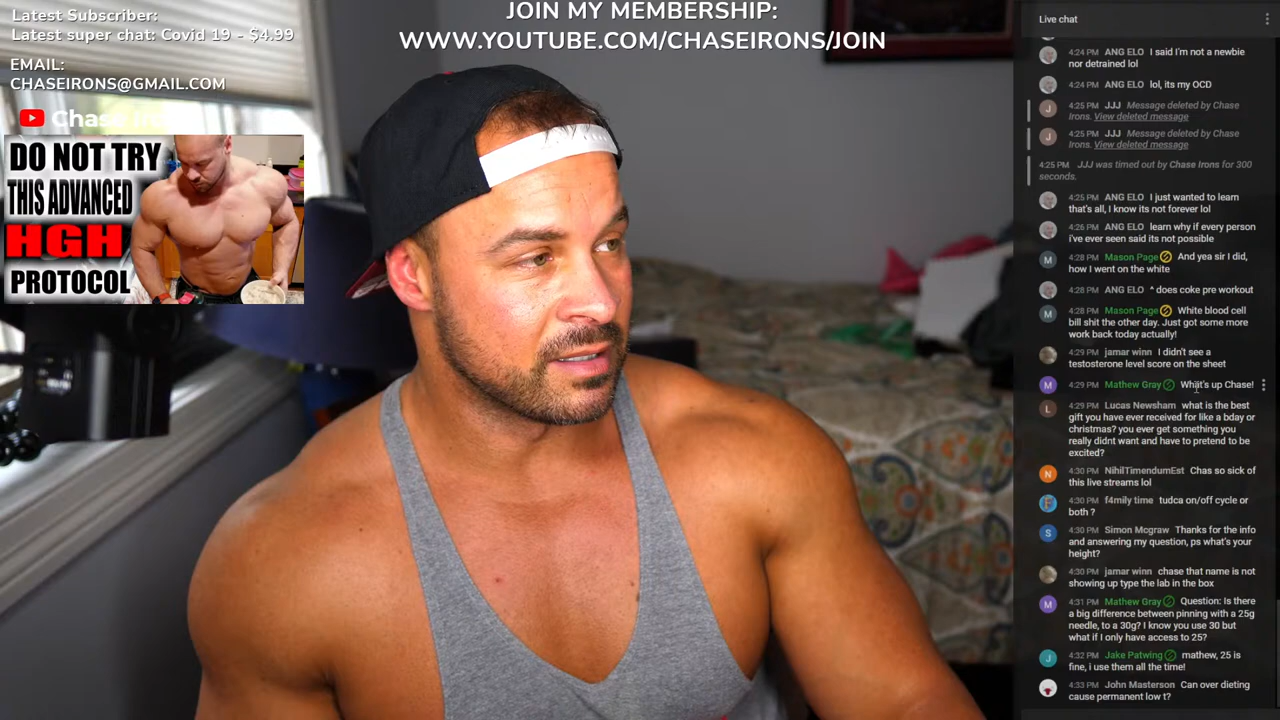 Latest Subscriber:
Latest super chat: Covid 19 - $4.99
EMAIL:
CHASEIRONS@GMAIL.COM
Chase
DO NOT TRY
THIS ADVANCED
HGH
PROTOCOL
JOIN MY MEMBERSHIP:
WWW.YOUTUBE.COM/CHASEIRONS/JOIN
Live chat
4:24 PM ANG ELO I said I'm not a newbie
nor detrained lol
4:24 PM ANG ELO lol, its my OCD
4:25 PM JJJ Message deleted by Chase
Irons. View deleted message
4:25 PM JJJ Message deleted by Chase
Irons. View deleted message
4:25 PM JJJ was timed out by Chase Irons for 300
seconds.
4:25 PM ANG ELO I just wanted to learn
that's all, I know its not forever lol
4:26 PM ANG ELO learn why if every person
i've ever seen said its not possible
4:28 PM Mason Page And yea sir I did,
how I went on the white
4:28 PM ANG ELO ^ does coke pre workout
4:28 PM Mason Page White blood cell
bill shit the other day. Just got some more
work back today actually!
4:29 PM jamar winn I didn't see a
testosterone level score on the sheet
4:29 PM Mathew Gray What's up Chase!
4:29 PM Lucas Newsham what is the best
gift you have ever received for like a bday or
christmas? you ever get something you
really didnt want and have to pretend to be
excited?
4:30 PM NihilTimendumEst Chas so sick of
this live streams lol
4:30 PM f4mily time tudca on/off cycle or
both ?
4:30 PM Simon Mcgraw Thanks for the info
and answering my question, ps what's your
height?
4:30 PM jamar winn chase that name is not
showing up type the lab in the box
4:31 PM Mathew Gray Question: Is there
a big difference between pinning with a 25g
needle, to a 30g? I know you use 30 but
what if I only have access to 25?
4:32 PM Jake Patwing mathew, 25 is
fine, i use them all the time!
4:33 PM John Masterson Can over dieting
cause permanent low t?